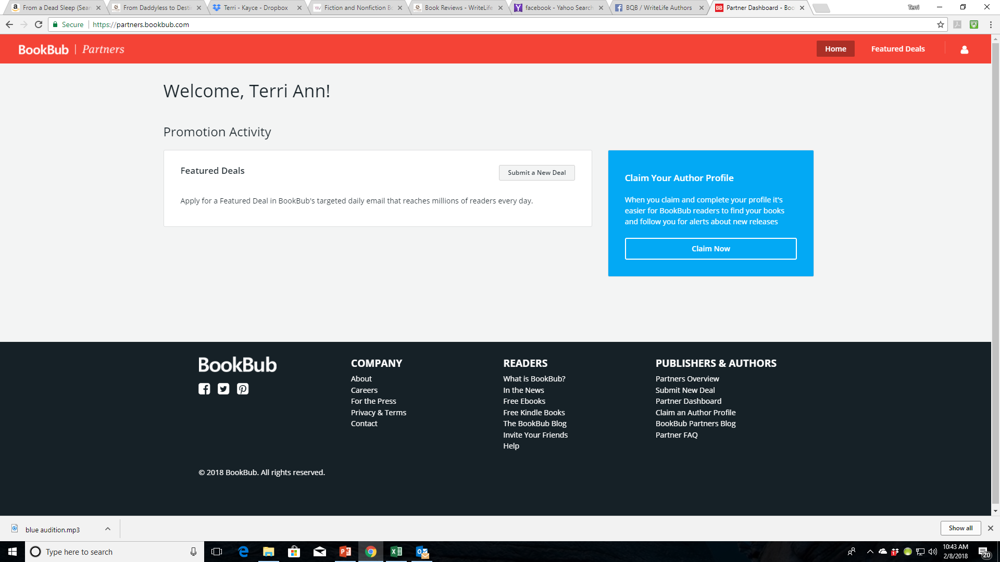 From a Dead Sleep (Sean
From Daddyless to Desti
Terri - Kayce - Dropbox
Fiction and Nonfiction Bo
Book Reviews - WriteLife
facebook - Yahoo Search
BQB / WriteLife Authors
Partner Dashboard - Boo
Terri
Secure https://partners.bookbub.com
BookBub | Partners
Home
Featured Deals
Welcome, Terri Ann!
Promotion Activity
Featured Deals
Submit a New Deal
Apply for a Featured Deal in BookBub's targeted daily email that reaches millions of readers every day.
Claim Your Author Profile
When you claim and complete your profile it's
easier for BookBub readers to find your books
and follow you for alerts about new releases
Claim Now
BookBub
COMPANY
About
Careers
For the Press
Privacy & Terms
Contact
READERS
What is BookBub?
In the News
Free Ebooks
Free Kindle Books
The BookBub Blog
Invite Your Friends
Help
PUBLISHERS & AUTHORS
Partners Overview
Submit New Deal
Partner Dashboard
Claim an Author Profile
BookBub Partners Blog
Partner FAQ
© 2018 BookBub. All rights reserved.
blue audition.mp3
Show all
Type here to search
10:43 AM
2/8/2018
20